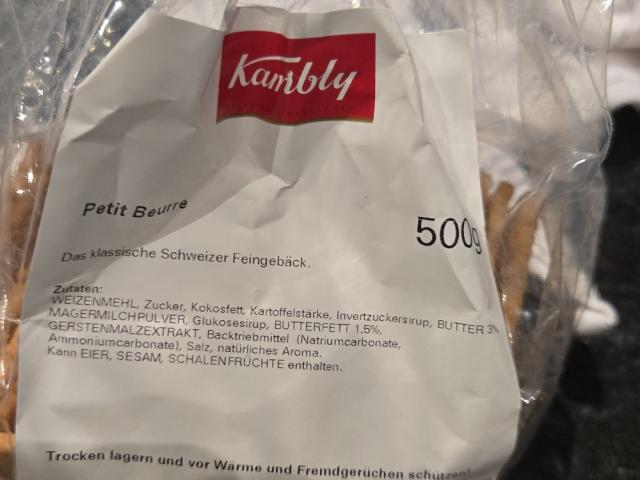 Kambly
Petit Beurre
500g
Das klassische Schweizer Feingebäck.
Zutaten:
WEIZENMEHL, Zucker, Kokosfett, Kartoffelstärke, Invertzuckersirup, BUTTER 3%
MAGERMILCHPULVER, Glukosesirup, BUTTERFETT 1.5%,
GERSTENMALZEXTRAKT, Backtriebmittel (Natriumcarbonate,
Ammoniumcarbonate), Salz, natürliches Aroma.
Kann EIER, SESAM, SCHALENFRÜCHTE enthalten.
Trocken lagern und vor Wärme und Fremdgerüchen schützen!